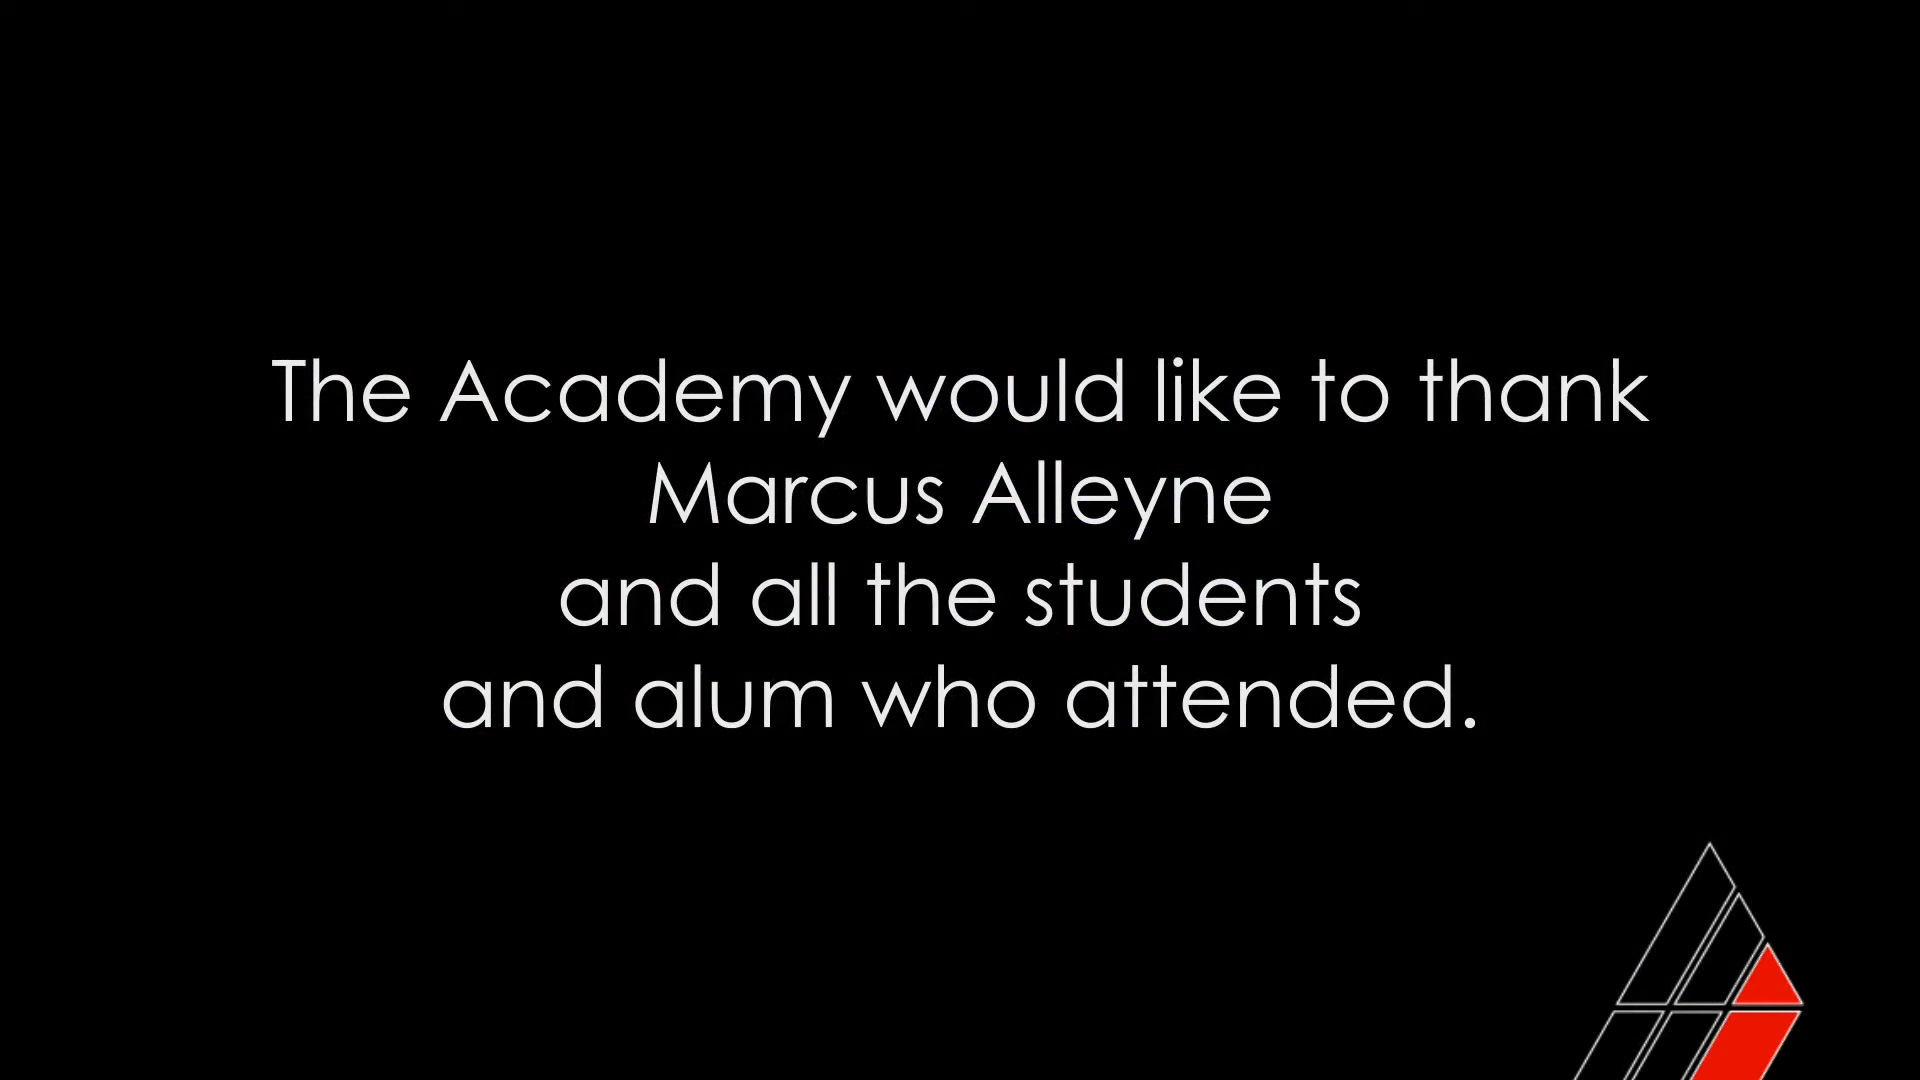 The Academy would like to thank
Marcus Alleyne
and all the students
and alum who attended.